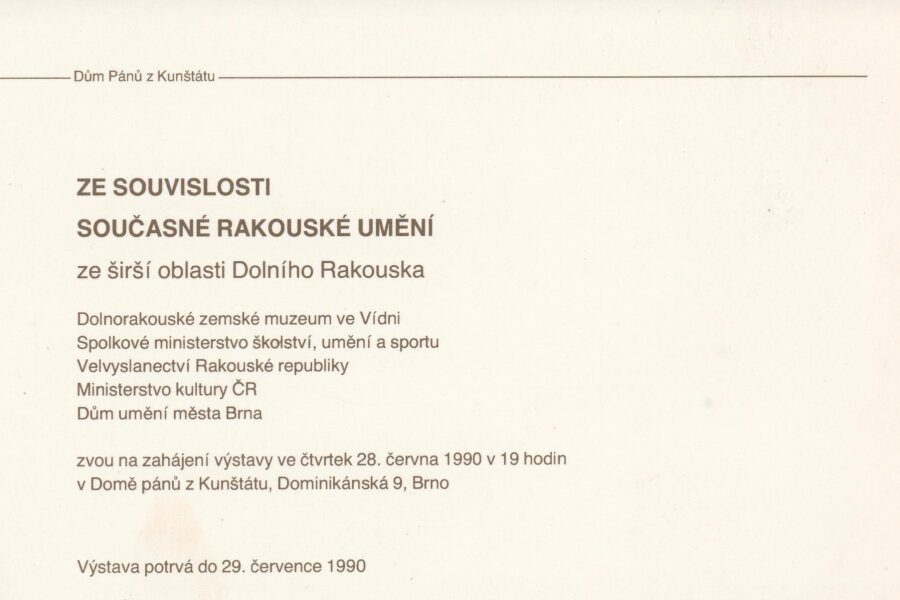 Dům Pánů z Kunštátu
ZE SOUVISLOSTI
SOUČASNÉ RAKOUSKÉ UMĚNÍ
ze širší oblasti Dolního Rakouska
Dolnorakouské zemské muzeum ve Vídni
Spolkové ministerstvo školství, umění a sportu
Velvyslanectví Rakouské republiky
Ministerstvo kultury ČR
Dům umění města Brna
zvou na zahájení výstavy ve čtvrtek 28. června 1990 v 19 hodin
v Domě pánů z Kunštátu, Dominikánská 9, Brno
Výstava potrvá do 29. července 1990